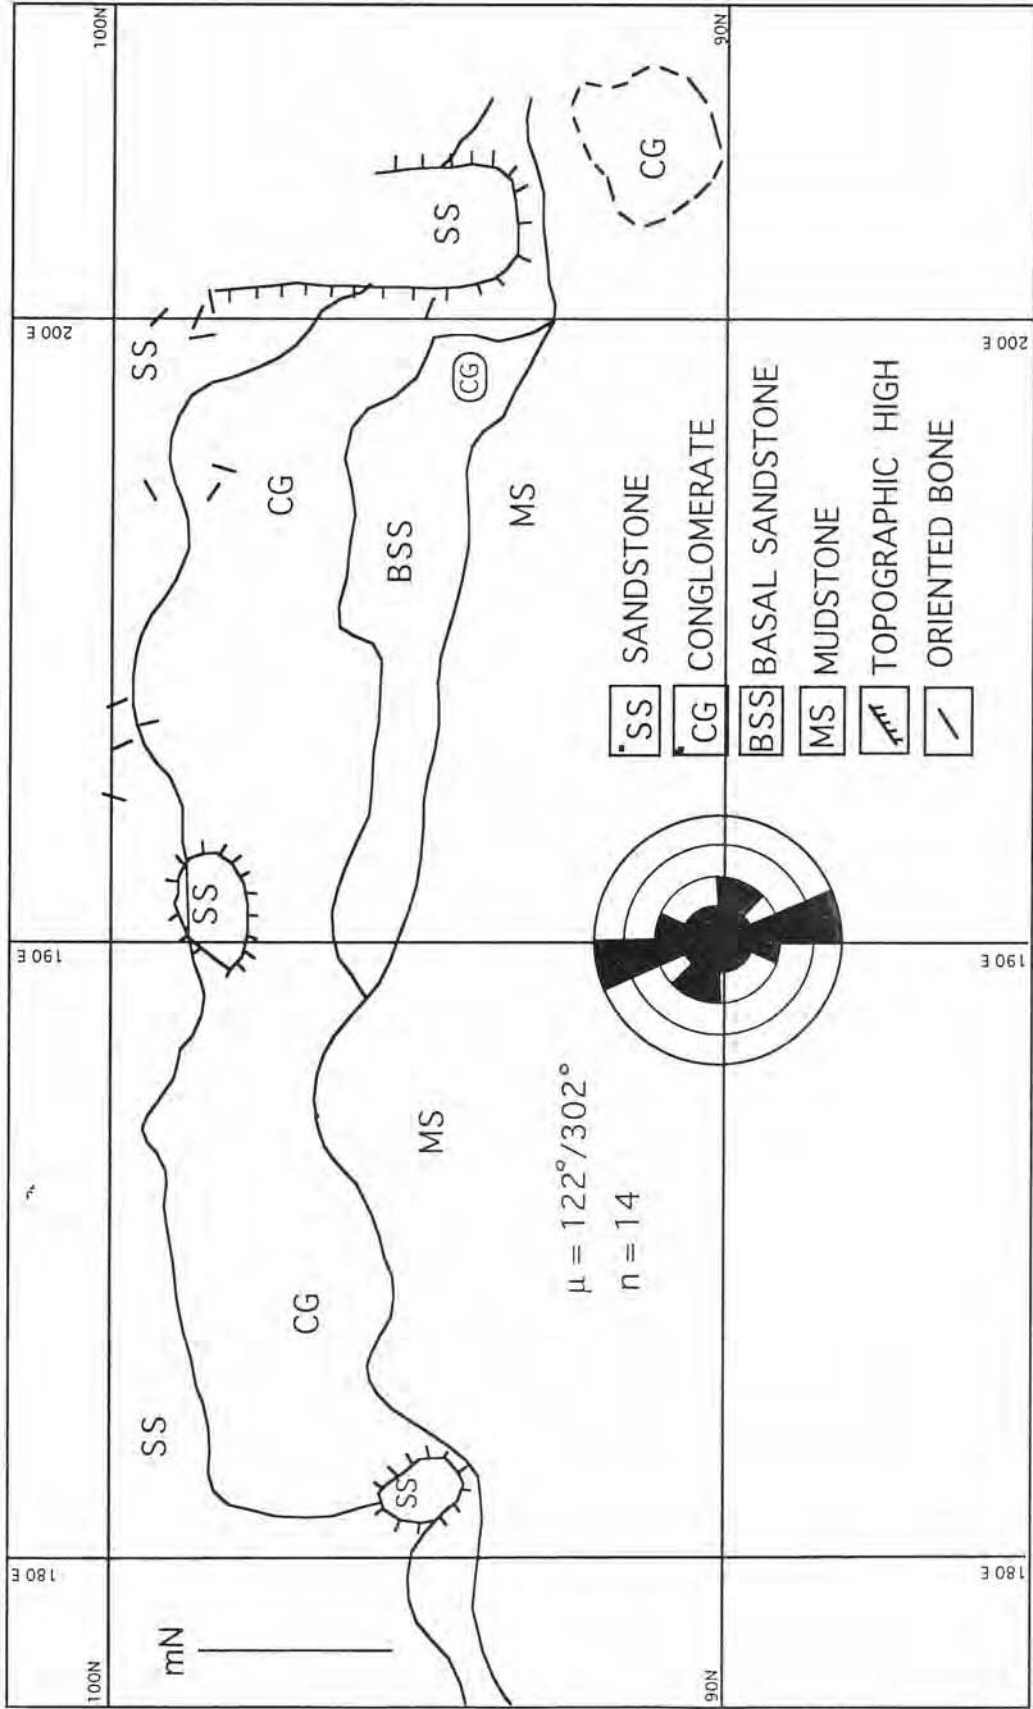 100N
90N
200 E
200 E
190 E
190 E
180 E
180 E
100N
90N
mN
SS
SS
SS
SS
SS
CG
CG
CG
CG
BSS
MS
MS
µ = 122°/302°
n = 14
SS SANDSTONE
CG CONGLOMERATE
BSS BASAL SANDSTONE
MS MUDSTONE
TOPOGRAPHIC HIGH
ORIENTED BONE